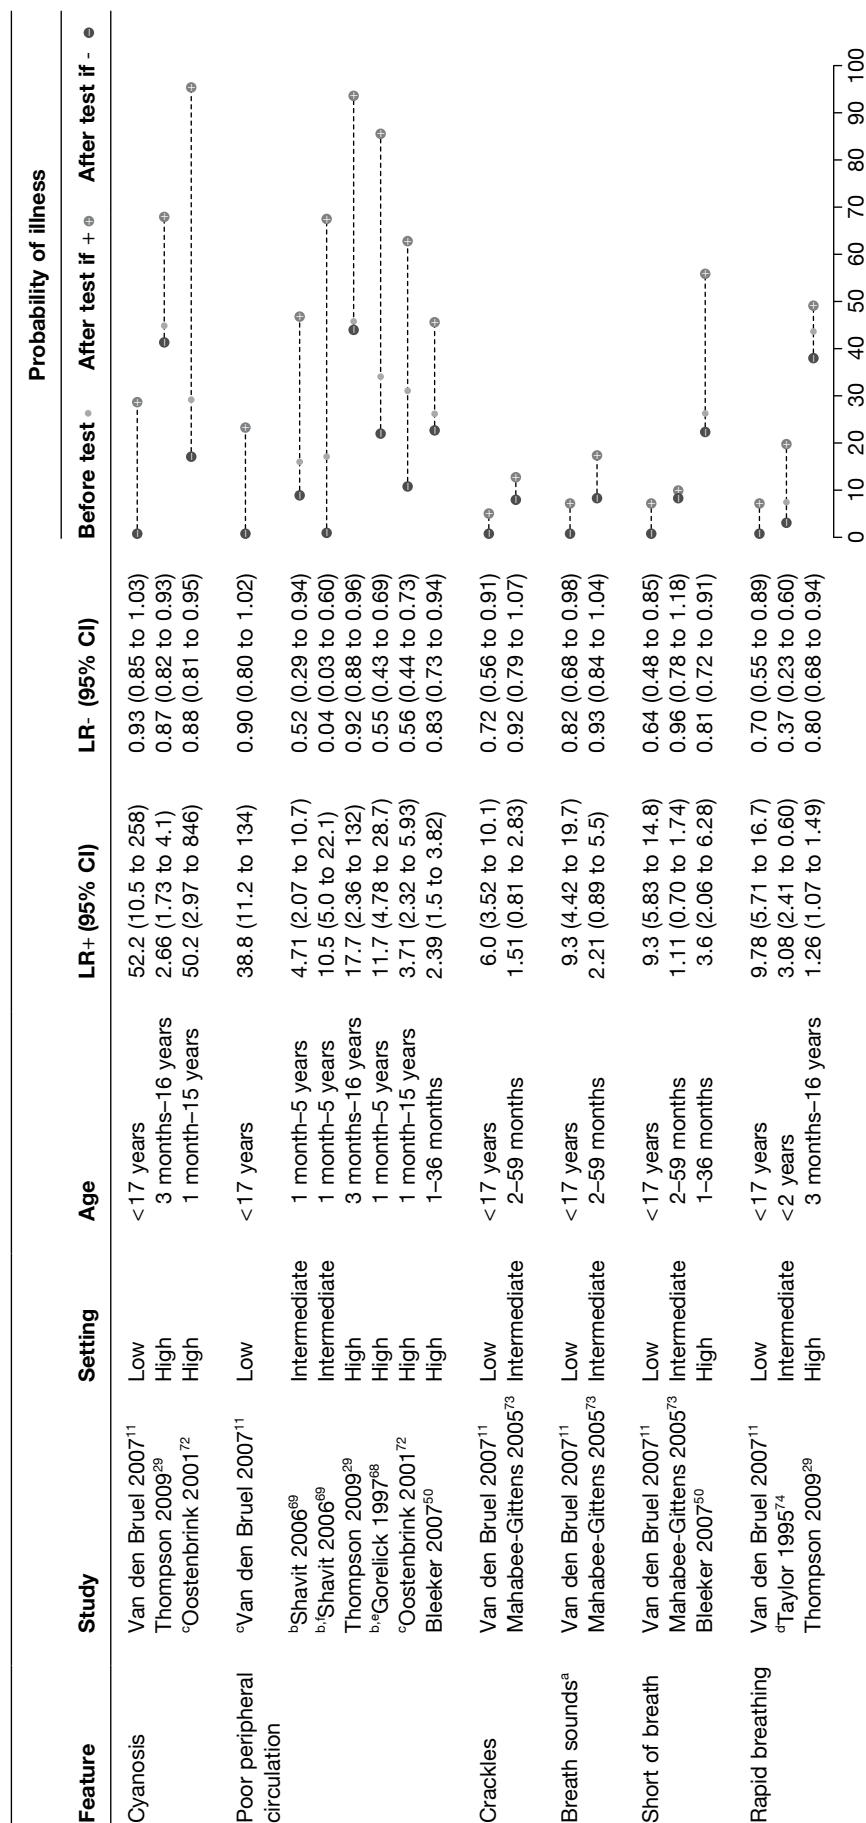 Probability of illness
Feature Study Setting Age LR+ (95% CI) LR- (95% CI) Before test After test if + After test if -
Cyanosis Van den Bruel 2007¹¹ Low <17 years 52.2 (10.5 to 258) 0.93 (0.85 to 1.03)
Thompson 2009²⁹ High 3 months–16 years 2.66 (1.73 to 4.1) 0.87 (0.82 to 0.93)
ᶜOostenbrink 2001⁷² High 1 month–15 years 50.2 (2.97 to 846) 0.88 (0.81 to 0.95)
Poor peripheral ᶜVan den Bruel 2007¹¹ Low <17 years 38.8 (11.2 to 134) 0.90 (0.80 to 1.02)
circulation
ᵇShavit 2006⁶⁹ Intermediate 1 month–5 years 4.71 (2.07 to 10.7) 0.52 (0.29 to 0.94)
ᵇ,ᶠShavit 2006⁶⁹ Intermediate 1 month–5 years 10.5 (5.0 to 22.1) 0.04 (0.03 to 0.60)
Thompson 2009²⁹ High 3 months–16 years 17.7 (2.36 to 132) 0.92 (0.88 to 0.96)
ᵇ,ᵉGorelick 1997⁶⁸ High 1 month–5 years 11.7 (4.78 to 28.7) 0.55 (0.43 to 0.69)
ᶜOostenbrink 2001⁷² High 1 month–15 years 3.71 (2.32 to 5.93) 0.56 (0.44 to 0.73)
Bleeker 2007⁵⁰ High 1–36 months 2.39 (1.5 to 3.82) 0.83 (0.73 to 0.94)
Crackles Van den Bruel 2007¹¹ Low <17 years 6.0 (3.52 to 10.1) 0.72 (0.56 to 0.91)
Mahabee-Gittens 2005⁷³ Intermediate 2–59 months 1.51 (0.81 to 2.83) 0.92 (0.79 to 1.07)
Breath soundsᵃ Van den Bruel 2007¹¹ Low <17 years 9.3 (4.42 to 19.7) 0.82 (0.68 to 0.98)
Mahabee-Gittens 2005⁷³ Intermediate 2–59 months 2.21 (0.89 to 5.5) 0.93 (0.84 to 1.04)
Short of breath Van den Bruel 2007¹¹ Low <17 years 9.3 (5.83 to 14.8) 0.64 (0.48 to 0.85)
Mahabee-Gittens 2005⁷³ Intermediate 2–59 months 1.11 (0.70 to 1.74) 0.96 (0.78 to 1.18)
Bleeker 2007⁵⁰ High 1–36 months 3.6 (2.06 to 6.28) 0.81 (0.72 to 0.91)
Rapid breathing Van den Bruel 2007¹¹ Low <17 years 9.78 (5.71 to 16.7) 0.70 (0.55 to 0.89)
ᵈTaylor 1995⁷⁴ Intermediate <2 years 3.08 (2.41 to 0.60) 0.37 (0.23 to 0.60)
Thompson 2009²⁹ High 3 months–16 years 1.26 (1.07 to 1.49) 0.80 (0.68 to 0.94)
0 10 20 30 40 50 60 70 80 90 100